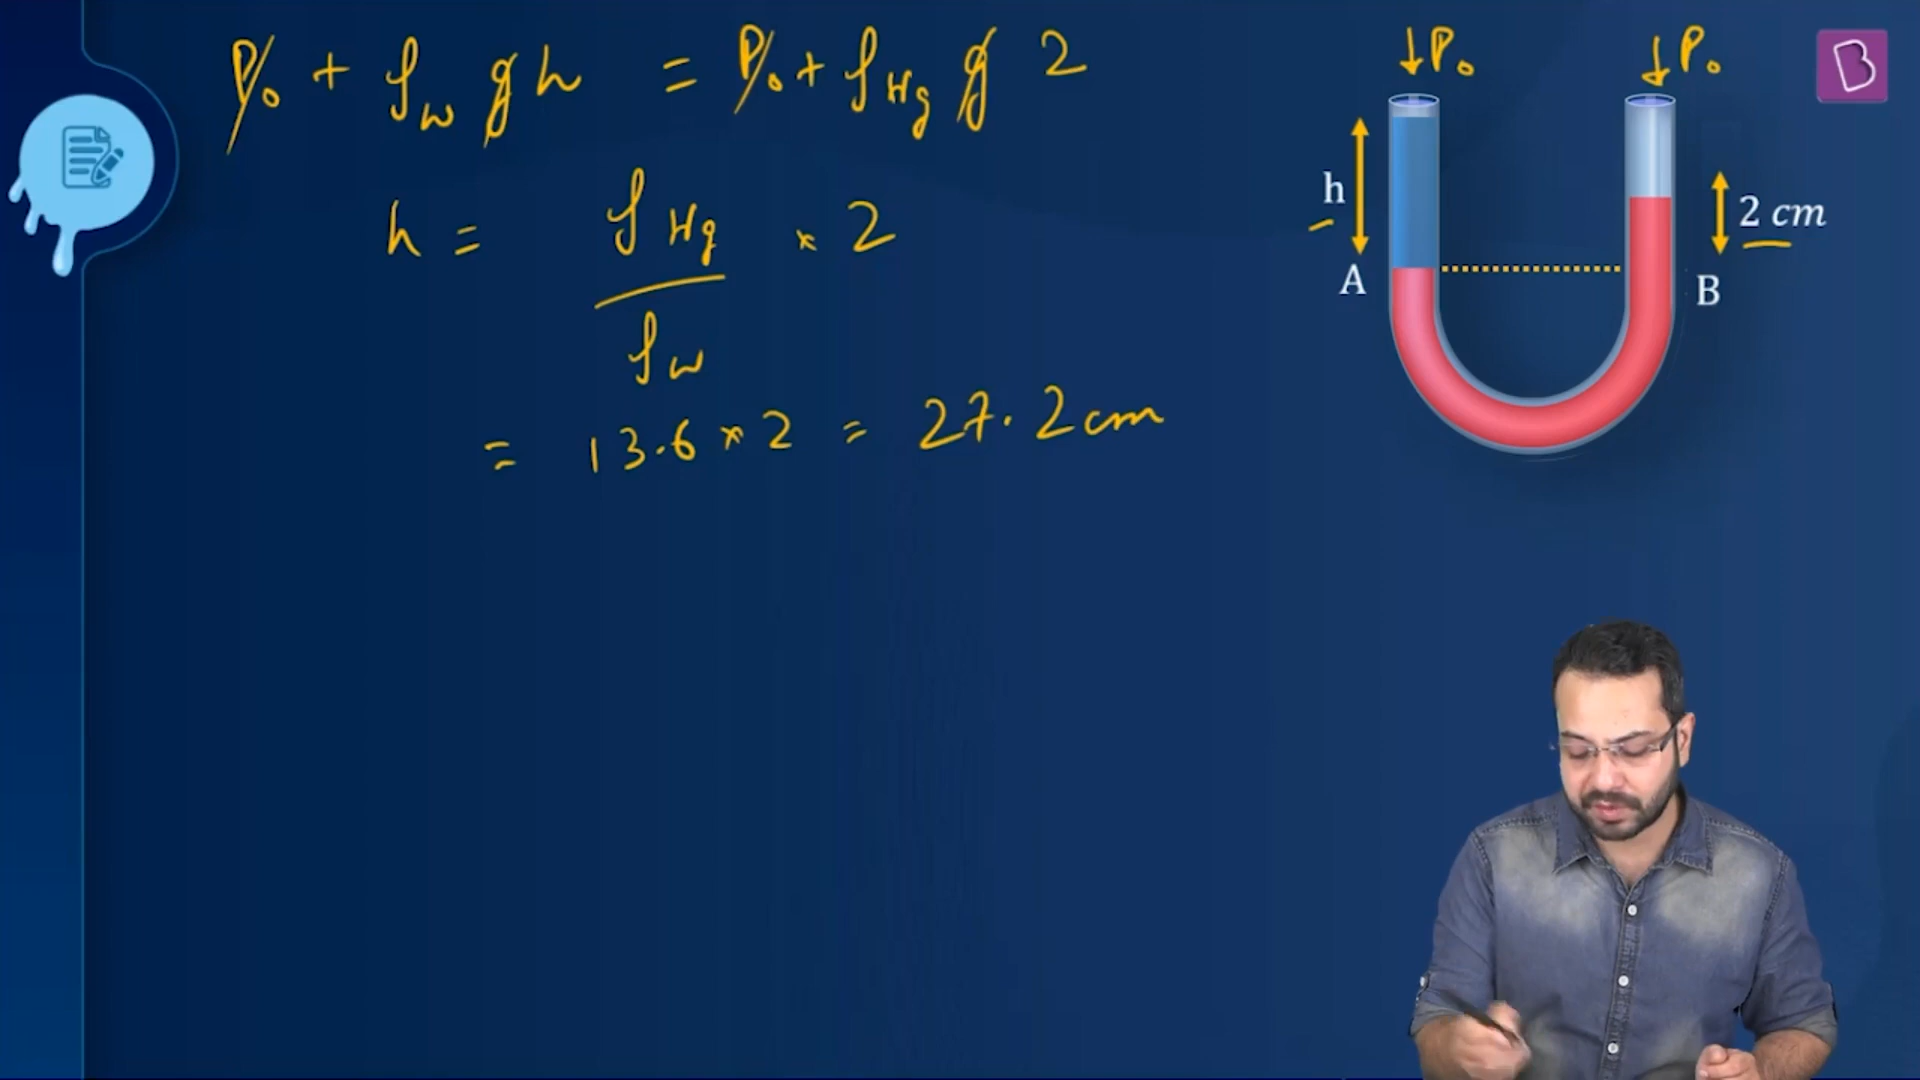 P₀ + ρw g h = P₀ + ρHg g 2
h = ρHg / ρw × 2
= 13.6 × 2 = 27.2 cm
↓P₀ ↓P₀
B
h
2 cm
A
B